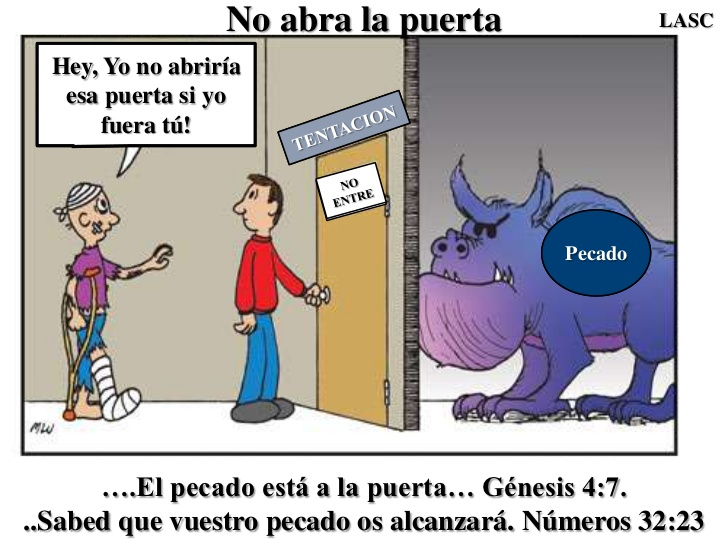 No abra la puerta
LASC
Hey, Yo no abriría
esa puerta si yo
fuera tú!
TENTACION
NO
ENTRE
Pecado
MW
....El pecado está a la puerta… Génesis 4:7.
..Sabed que vuestro pecado os alcanzará. Números 32:23